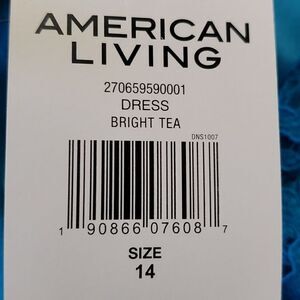 AMERICAN
LIVING
270659590001
DRESS
BRIGHT TEA
DNS1007
1 90866 07608 7
SIZE
14